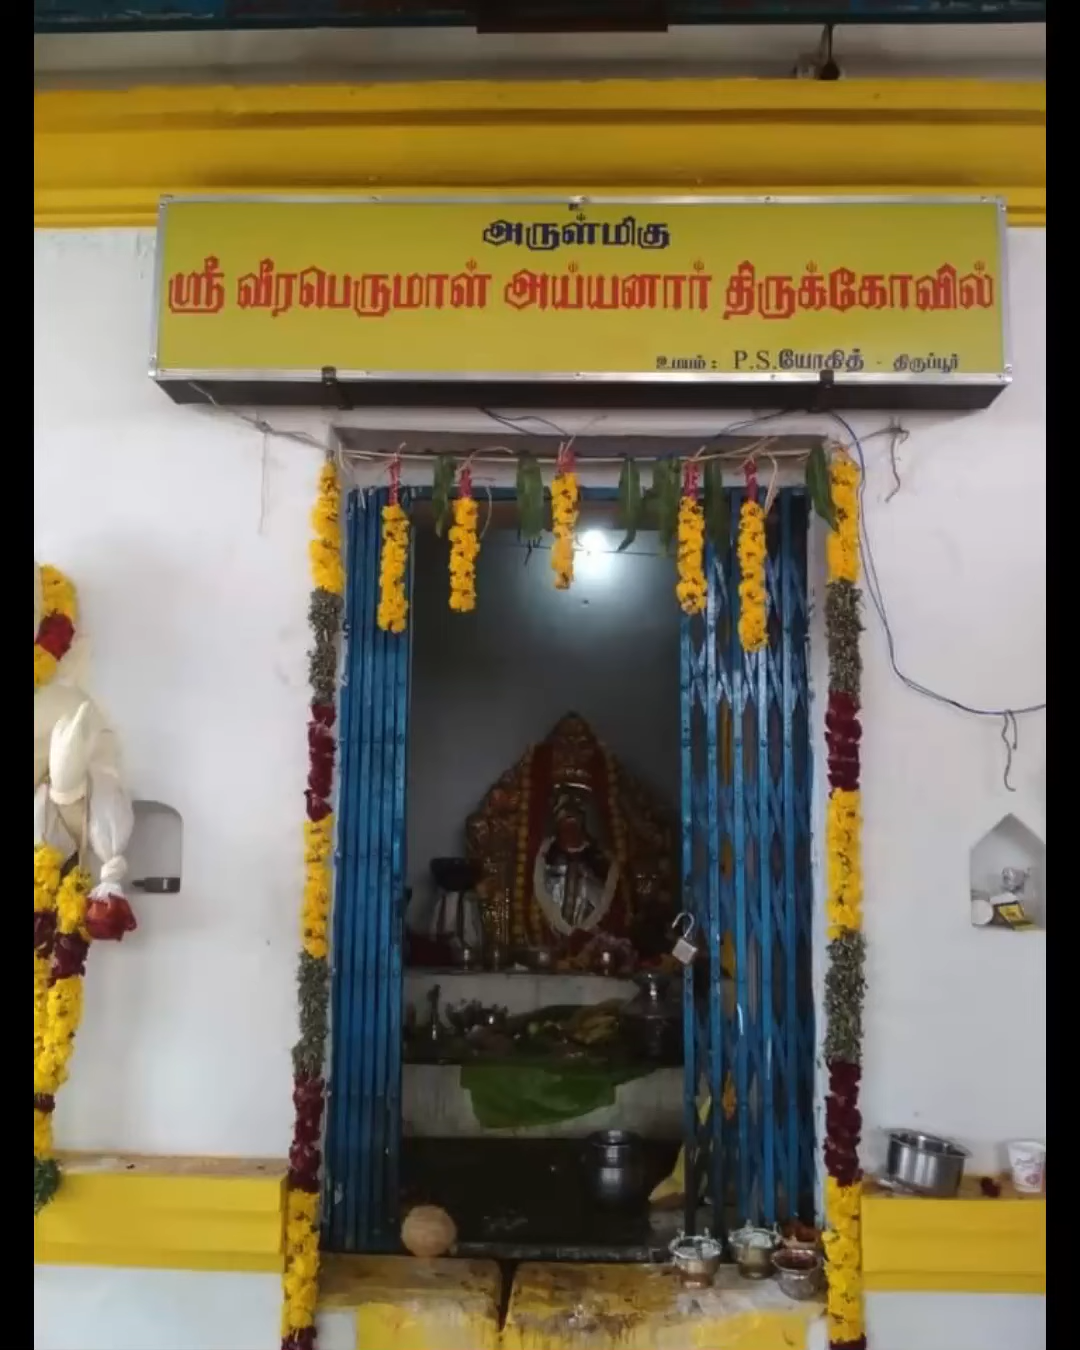 அருள்மிகு
ஸ்ரீ வீரபெருமாள் அய்யனார் திருக்கோவில்
உபயம் : P.S.யோகித் - திருப்பூர்